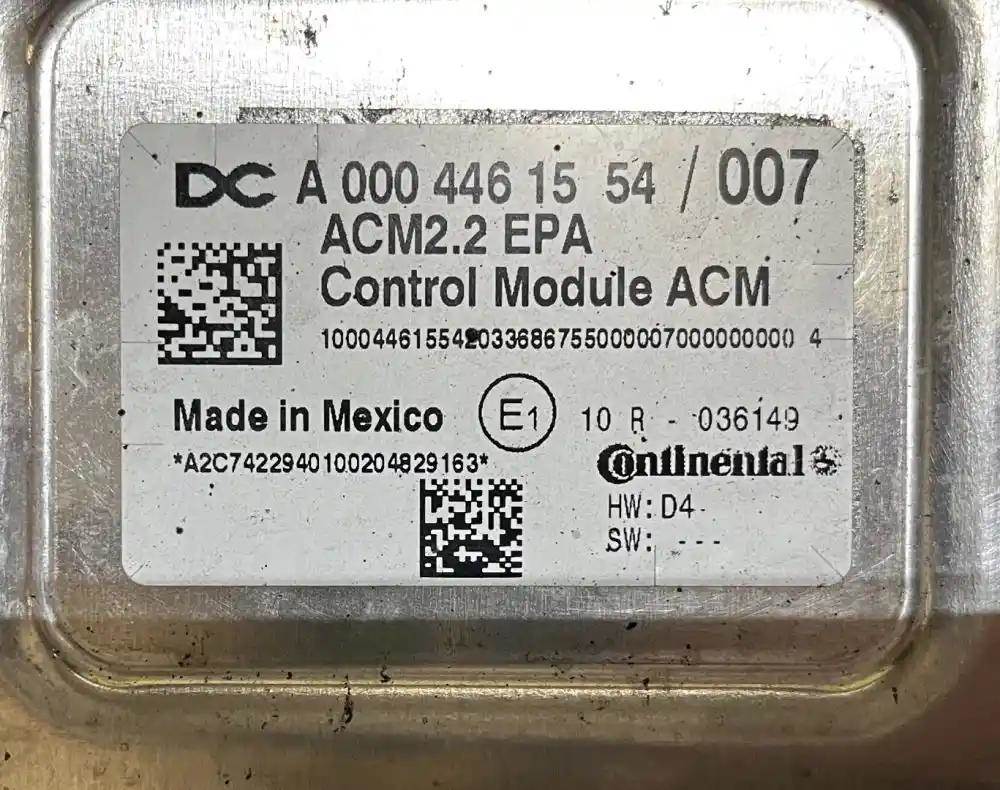 DC A 000 446 15 54 / 007
ACM2.2 EPA
Control Module ACM
1000446155420336867550000070000000000 4
Made in Mexico E1 10 R - 036149
*A2C7422940100204829163* Continental
HW: D4
SW: ---